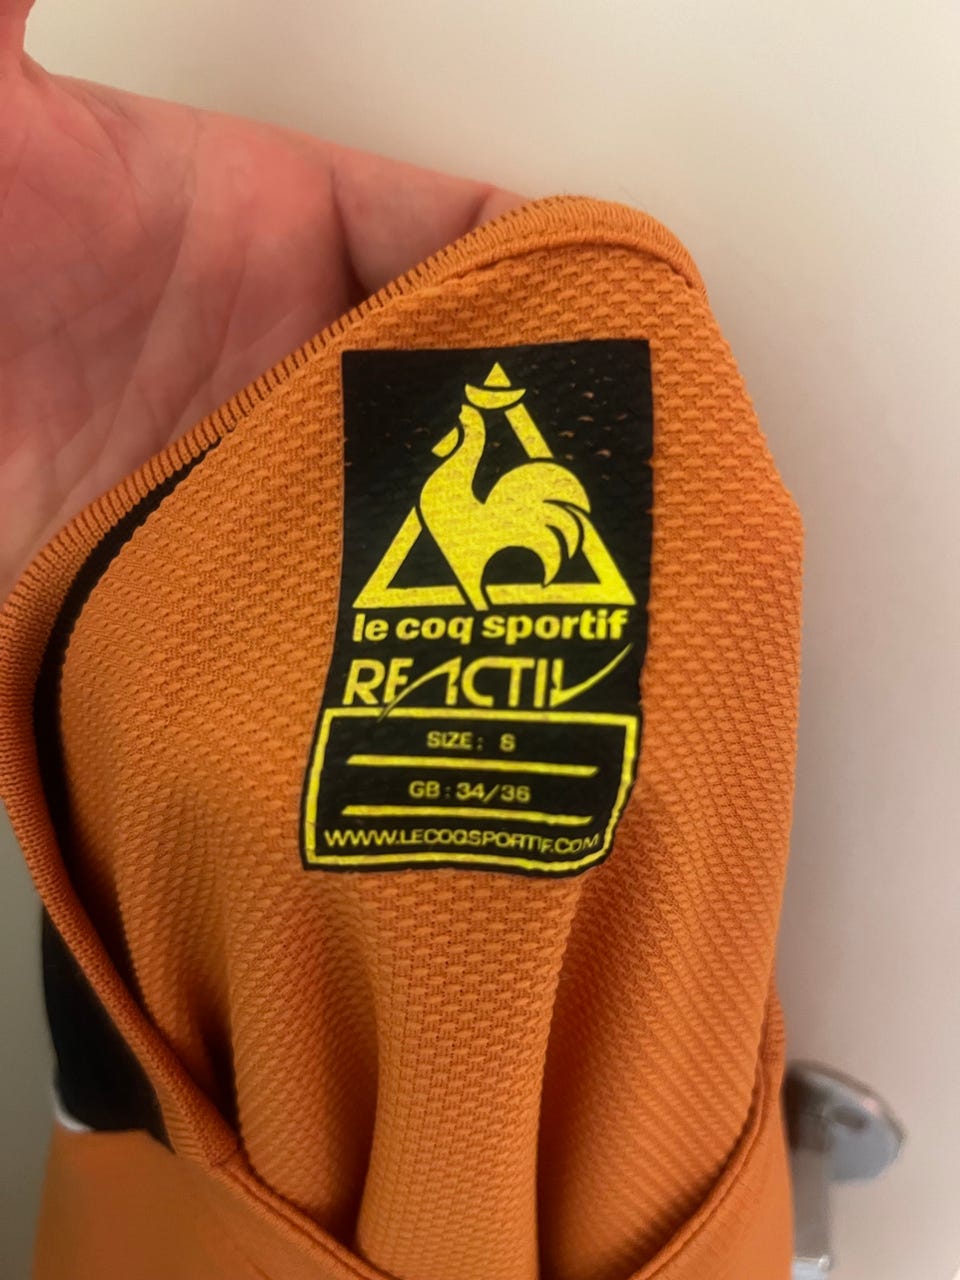 le coq sportif
REACTIV
SIZE: S
GB: 34/36
WWW.LECOQSPORTIF.COM